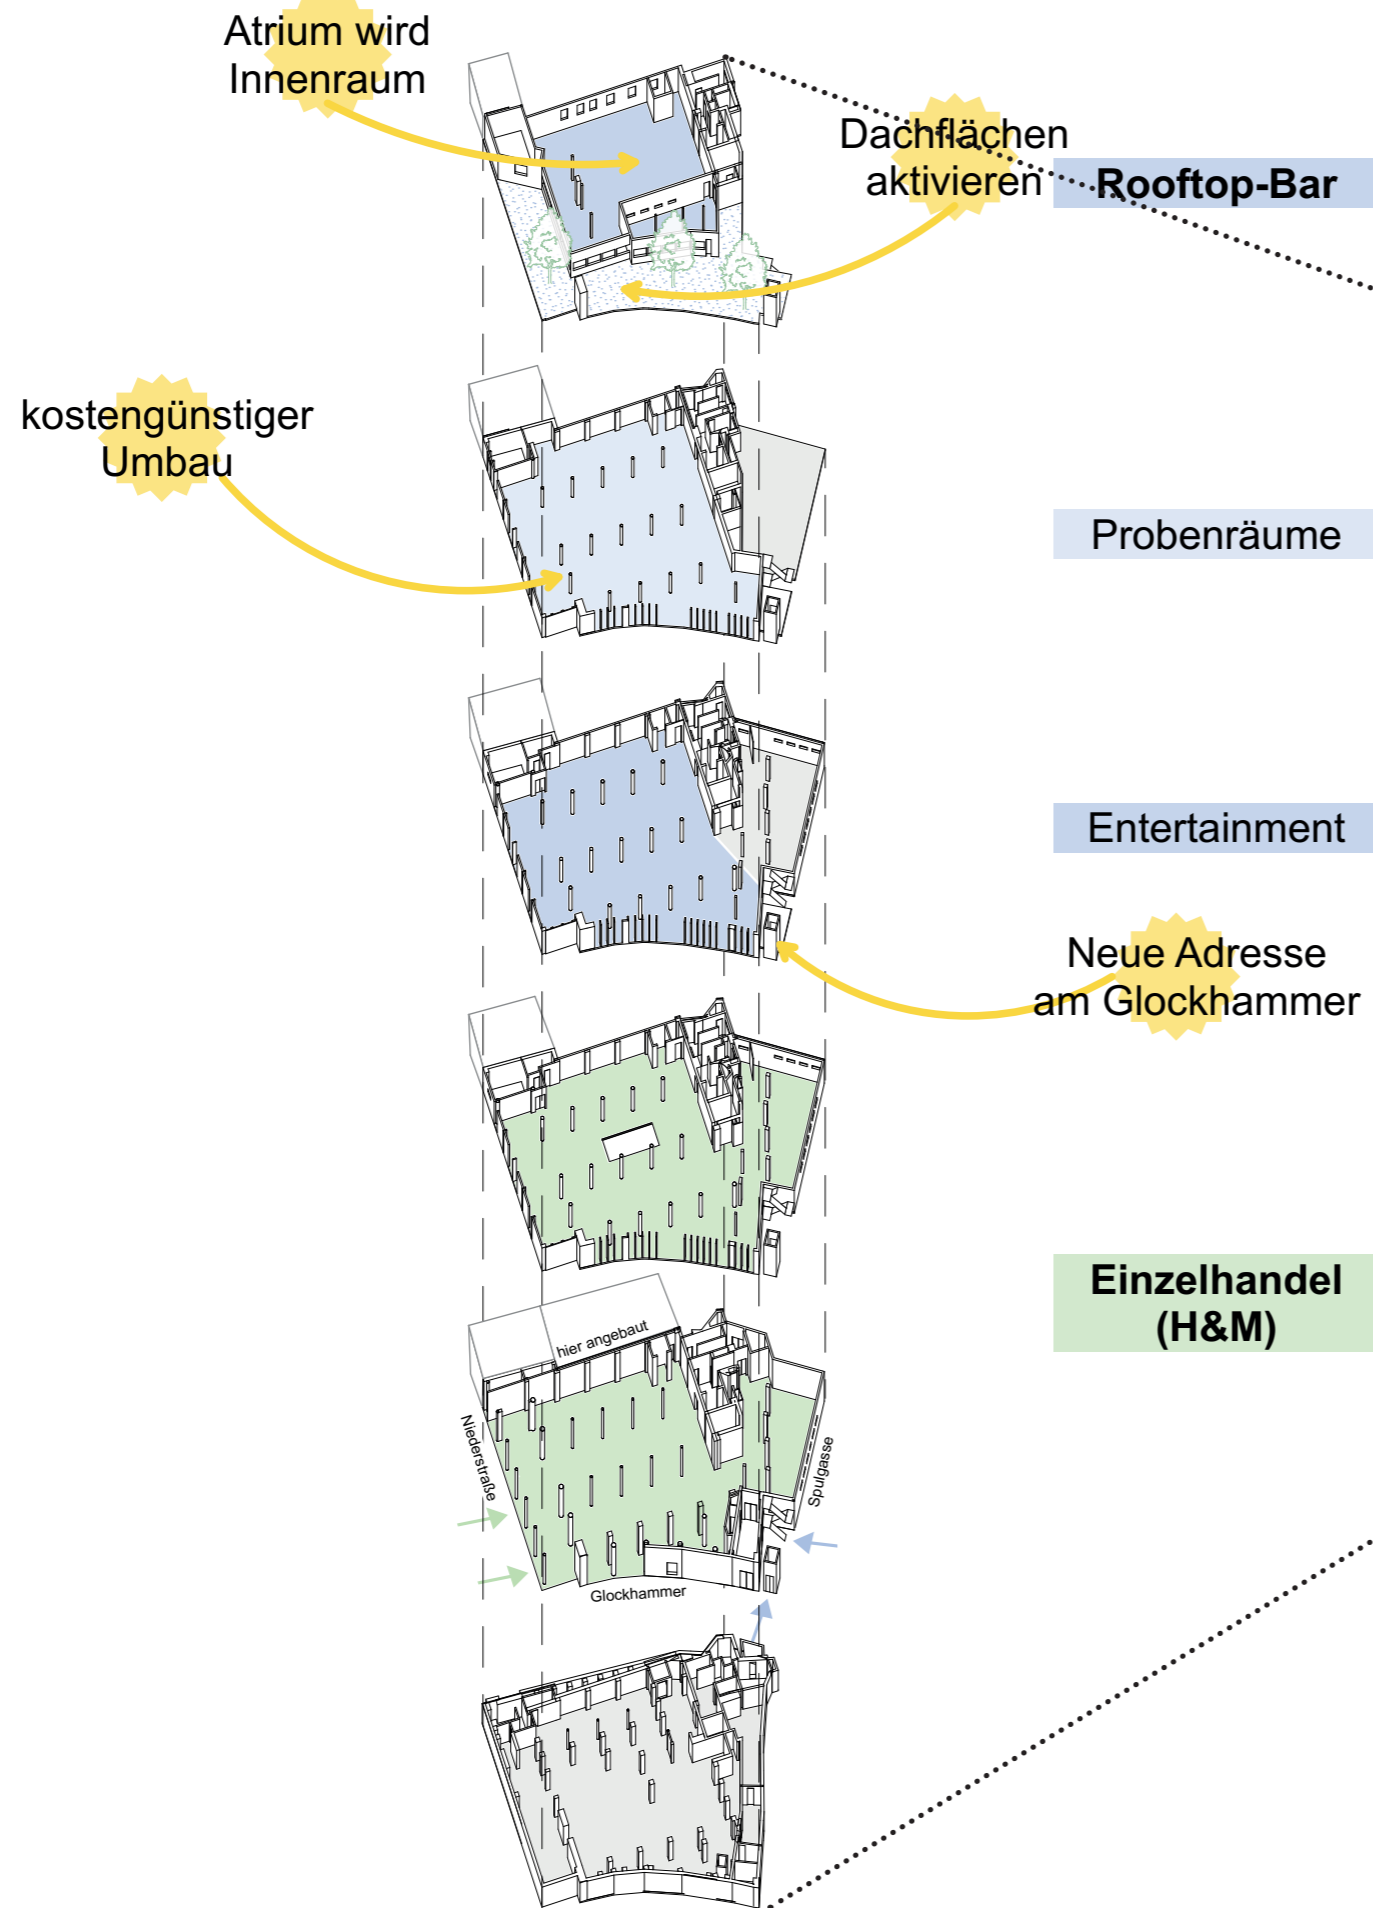 Atrium wird
Innenraum
Dachflächen
aktivieren
Rooftop-Bar
kostengünstiger
Umbau
Probenräume
Entertainment
Neue Adresse
am Glockhammer
Einzelhandel
(H&M)
hier angebaut
Niederstraße
Spulgasse
Glockhammer